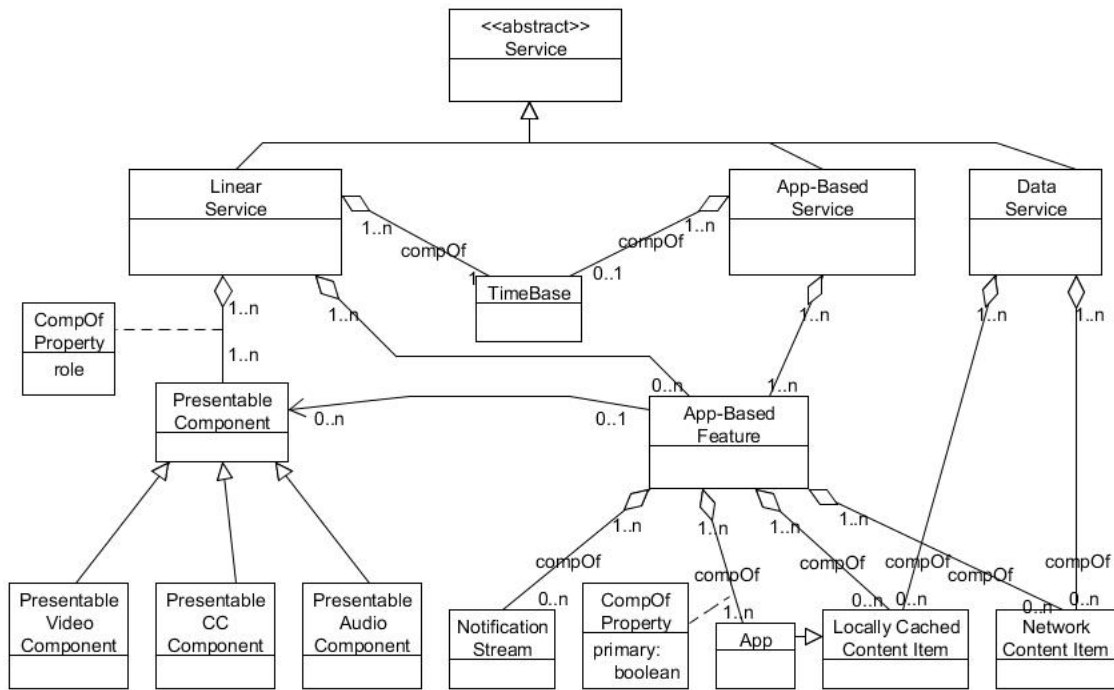 <<abstract>>
Service
Linear
Service
App-Based
Service
Data
Service
1..n
compOf
1
1..n
compOf
0..1
TimeBase
1..n
1..n
1..n
1..n
1..n
CompOf
Property
role
1..n
0..n
1..n
Presentable
Component
0..n
0..1
App-Based
Feature
1..n
1..n
1..n
1..n
compOf
compOf
compOf
compOf
compOf
Presentable
Video
Component
Presentable
CC
Component
Presentable
Audio
Component
0..n
1..n
0..n
0..n
0..n
0..n
Notification
Stream
CompOf
Property
primary:
boolean
App
Locally Cached
Content Item
Network
Content Item